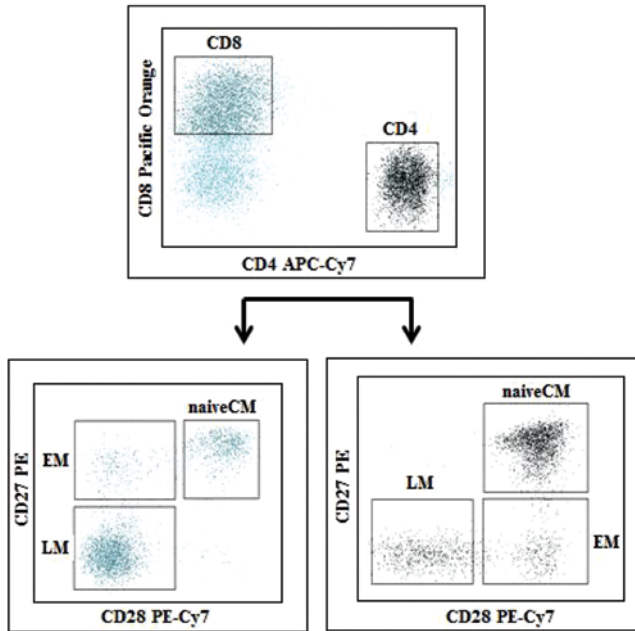 CD8
CD4
CD8 Pacific Orange
CD4 APC-Cy7
naiveCM
EM
LM
CD27 PE
CD28 PE-Cy7
naiveCM
LM
EM
CD27 PE
CD28 PE-Cy7